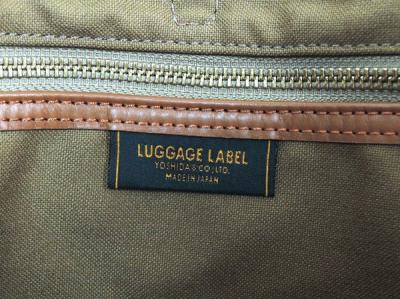 LUGGAGE LABEL
YOSHIDA & CO., LTD.
MADE IN JAPAN